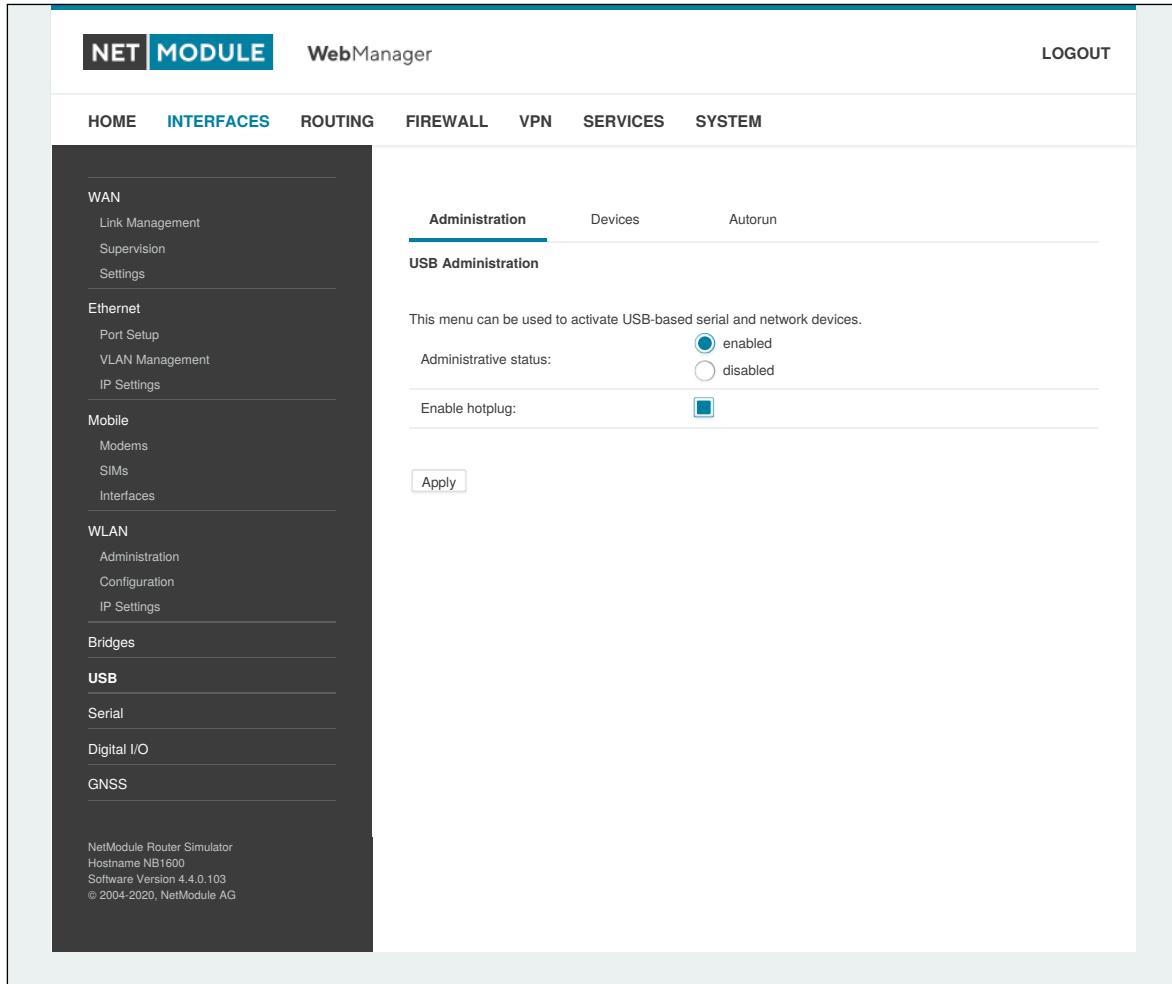 NET MODULE WebManager LOGOUT
HOME INTERFACES ROUTING FIREWALL VPN SERVICES SYSTEM
WAN
Link Management
Supervision
Settings
Ethernet
Port Setup
VLAN Management
IP Settings
Mobile
Modems
SIMs
Interfaces
WLAN
Administration
Configuration
IP Settings
Bridges
USB
Serial
Digital I/O
GNSS
NetModule Router Simulator
Hostname NB1600
Software Version 4.4.0.103
© 2004-2020, NetModule AG
Administration Devices Autorun
USB Administration
This menu can be used to activate USB-based serial and network devices.
Administrative status:
enabled
disabled
Enable hotplug:
Apply